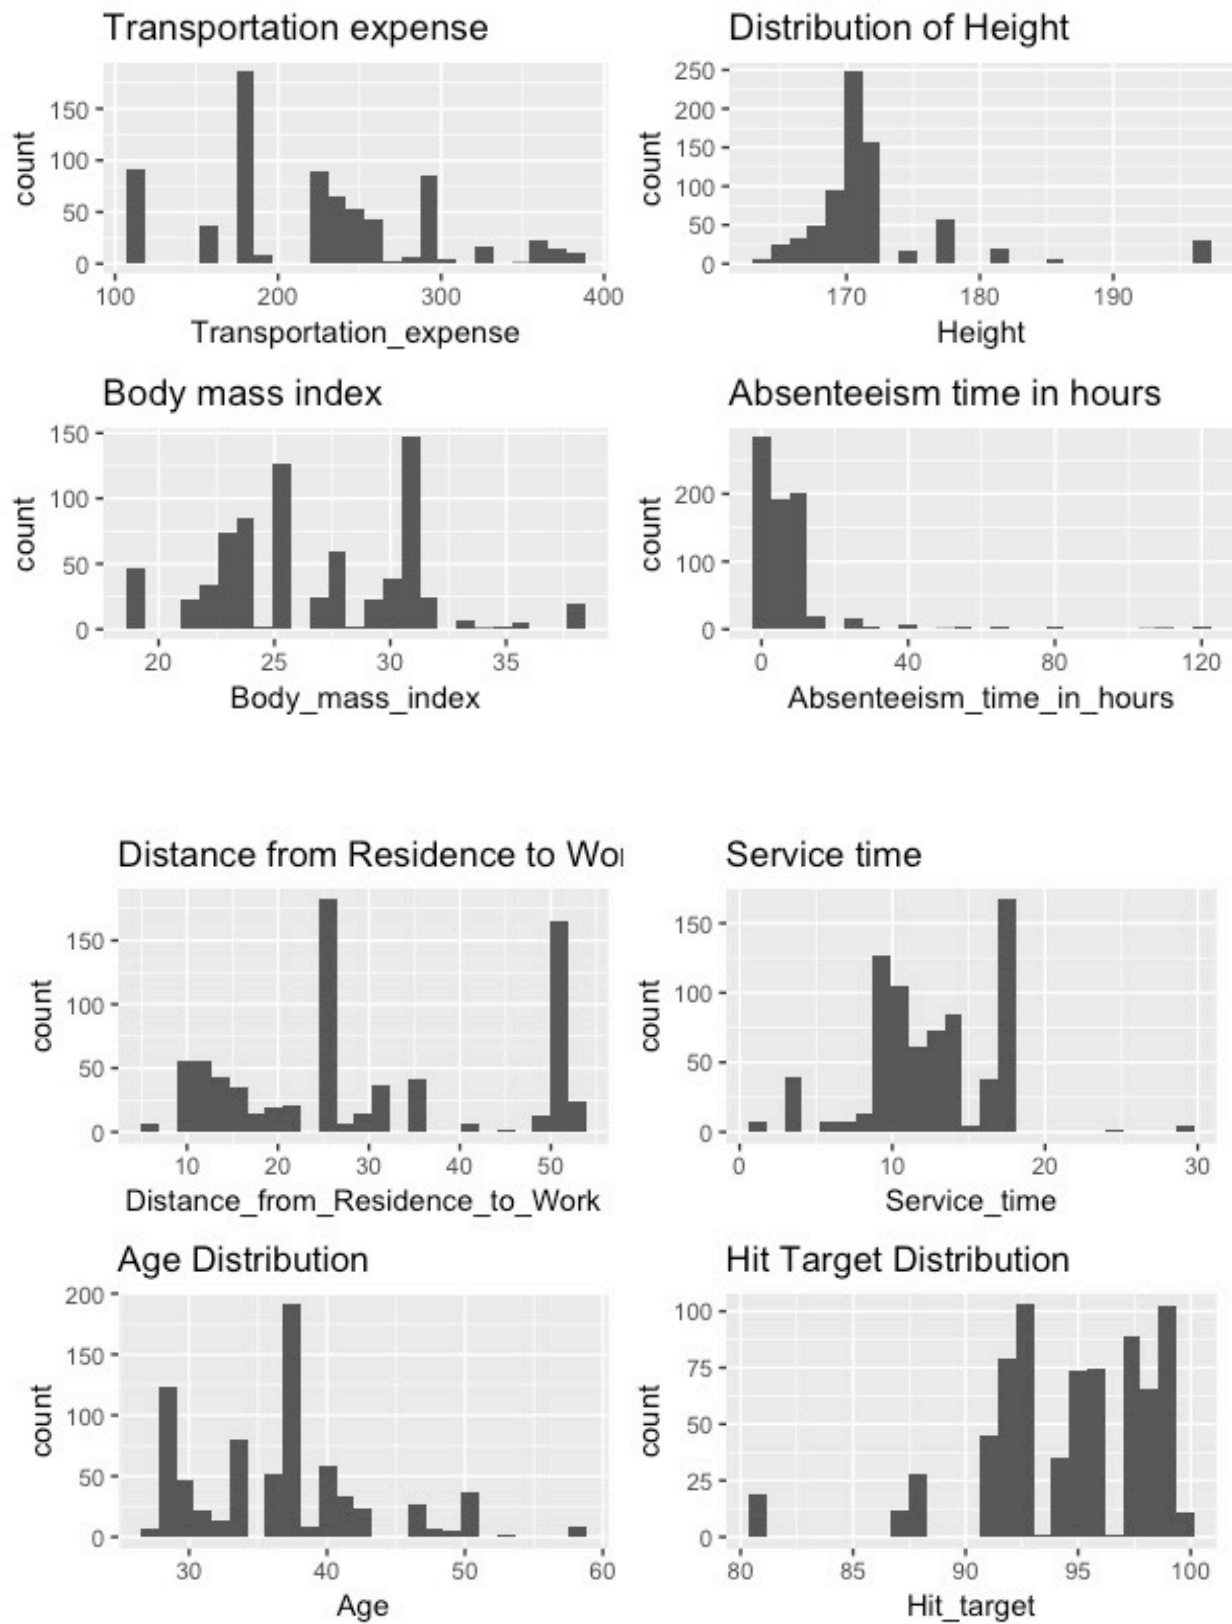 Transportation expense
count
150
100
50
0
100 200 300 400
Transportation_expense
Distribution of Height
count
250
200
150
100
50
0
170 180 190
Height
Body mass index
count
150
100
50
0
20 25 30 35
Body_mass_index
Absenteeism time in hours
count
200
100
0
0 40 80 120
Absenteeism_time_in_hours
Distance from Residence to Wor
count
150
100
50
0
10 20 30 40 50
Distance_from_Residence_to_Work
Service time
count
150
100
50
0
0 10 20 30
Service_time
Age Distribution
count
200
150
100
50
0
30 40 50 60
Age
Hit Target Distribution
count
100
75
50
25
0
80 85 90 95 100
Hit_target